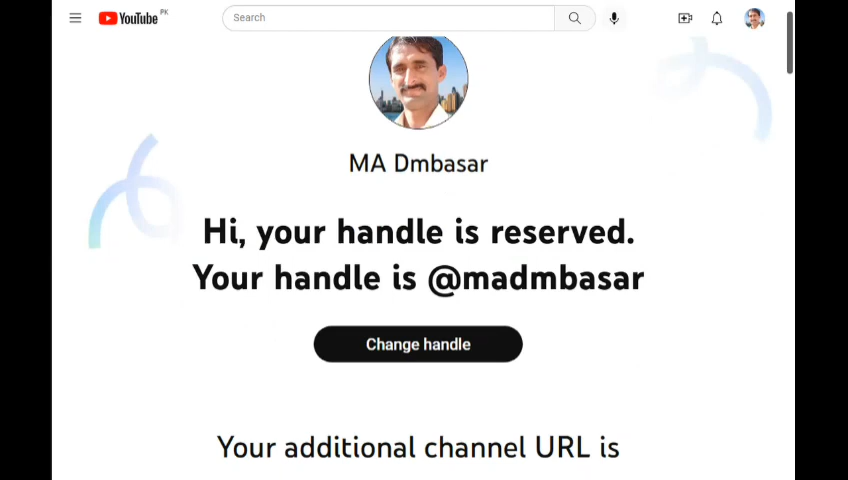 YouTube PK
Search
MA Dmbasar
Hi, your handle is reserved.
Your handle is @madmbasar
Change handle
Your additional channel URL is